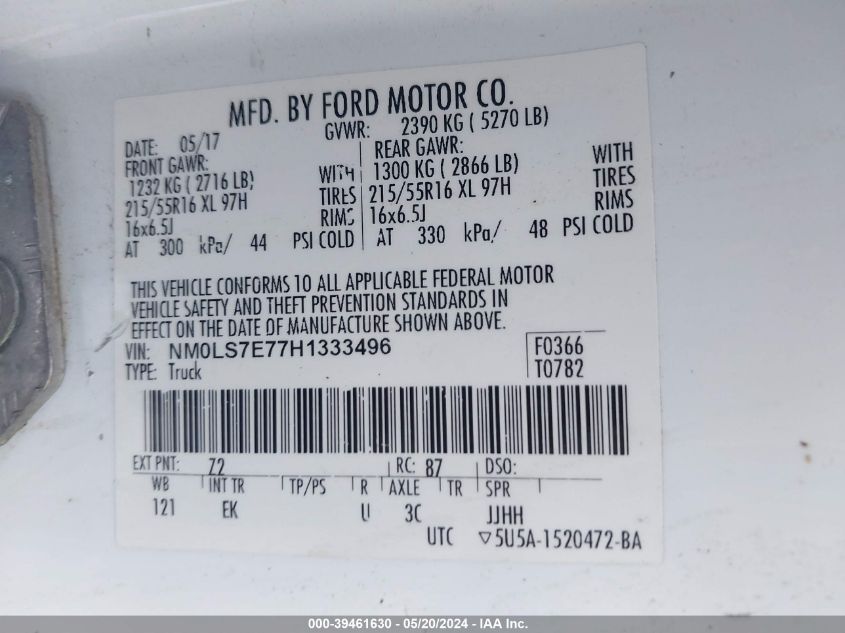 MFD. BY FORD MOTOR CO.
DATE: 05/17 GVWR: 2390 KG ( 5270 LB)
FRONT GAWR: REAR GAWR:
1232 KG ( 2716 LB) WITH 1300 KG ( 2866 LB) WITH
215/55R16 XL 97H TIRES 215/55R16 XL 97H TIRES
16x6.5J RIMS 16x6.5J RIMS
AT 300 kPa/ 44 PSI COLD AT 330 kPa/ 48 PSI COLD
THIS VEHICLE CONFORMS TO ALL APPLICABLE FEDERAL MOTOR
VEHICLE SAFETY AND THEFT PREVENTION STANDARDS IN
EFFECT ON THE DATE OF MANUFACTURE SHOWN ABOVE.
VIN: NM0LS7E77H1333496 F0366
TYPE: Truck T0782
EXT PNT: Z2 RC: 87 DSO:
WB INT TR TP/PS R AXLE TR SPR
121 EK U 3C JJHH
UTC ▽5U5A-1520472-BA
000-39461630 - 05/20/2024 - IAA Inc.